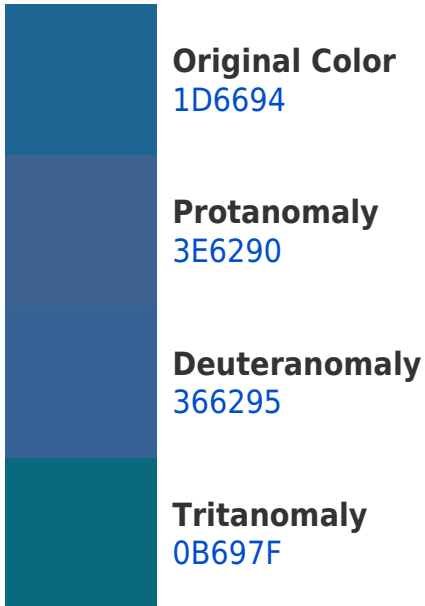 Original Color
1D6694
Protanomaly
3E6290
Deuteranomaly
366295
Tritanomaly
0B697F